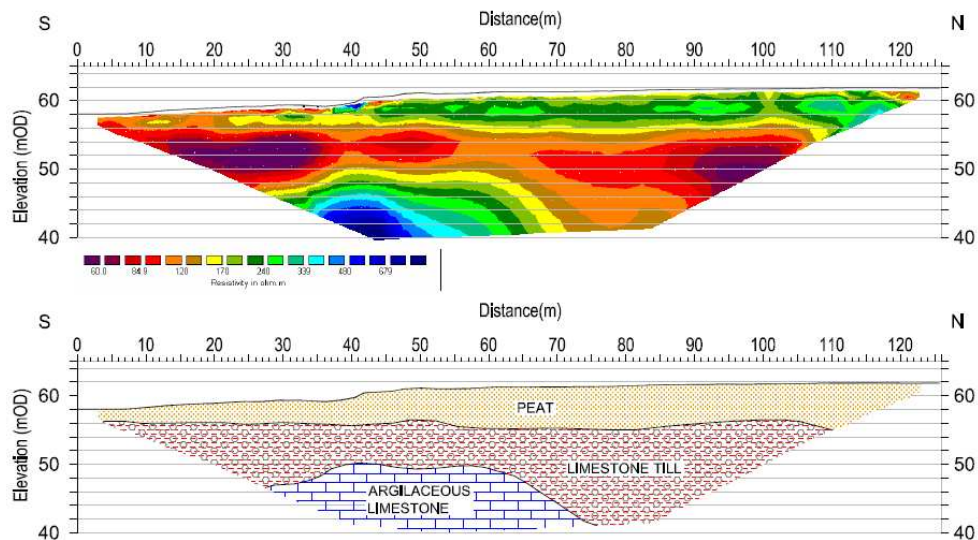 Distance(m)
S N
0 10 20 30 40 50 60 70 80 90 100 110 120
Elevation (mOD)
60 60
50 50
40 40
60.0 84.9 120 170 240 339 480 679
Resistivity in ohm.m
Distance(m)
S N
0 10 20 30 40 50 60 70 80 90 100 110 120
Elevation (mOD)
60 60
PEAT
50 50
LIMESTONE TILL
ARGILACEOUS
LIMESTONE
40 40